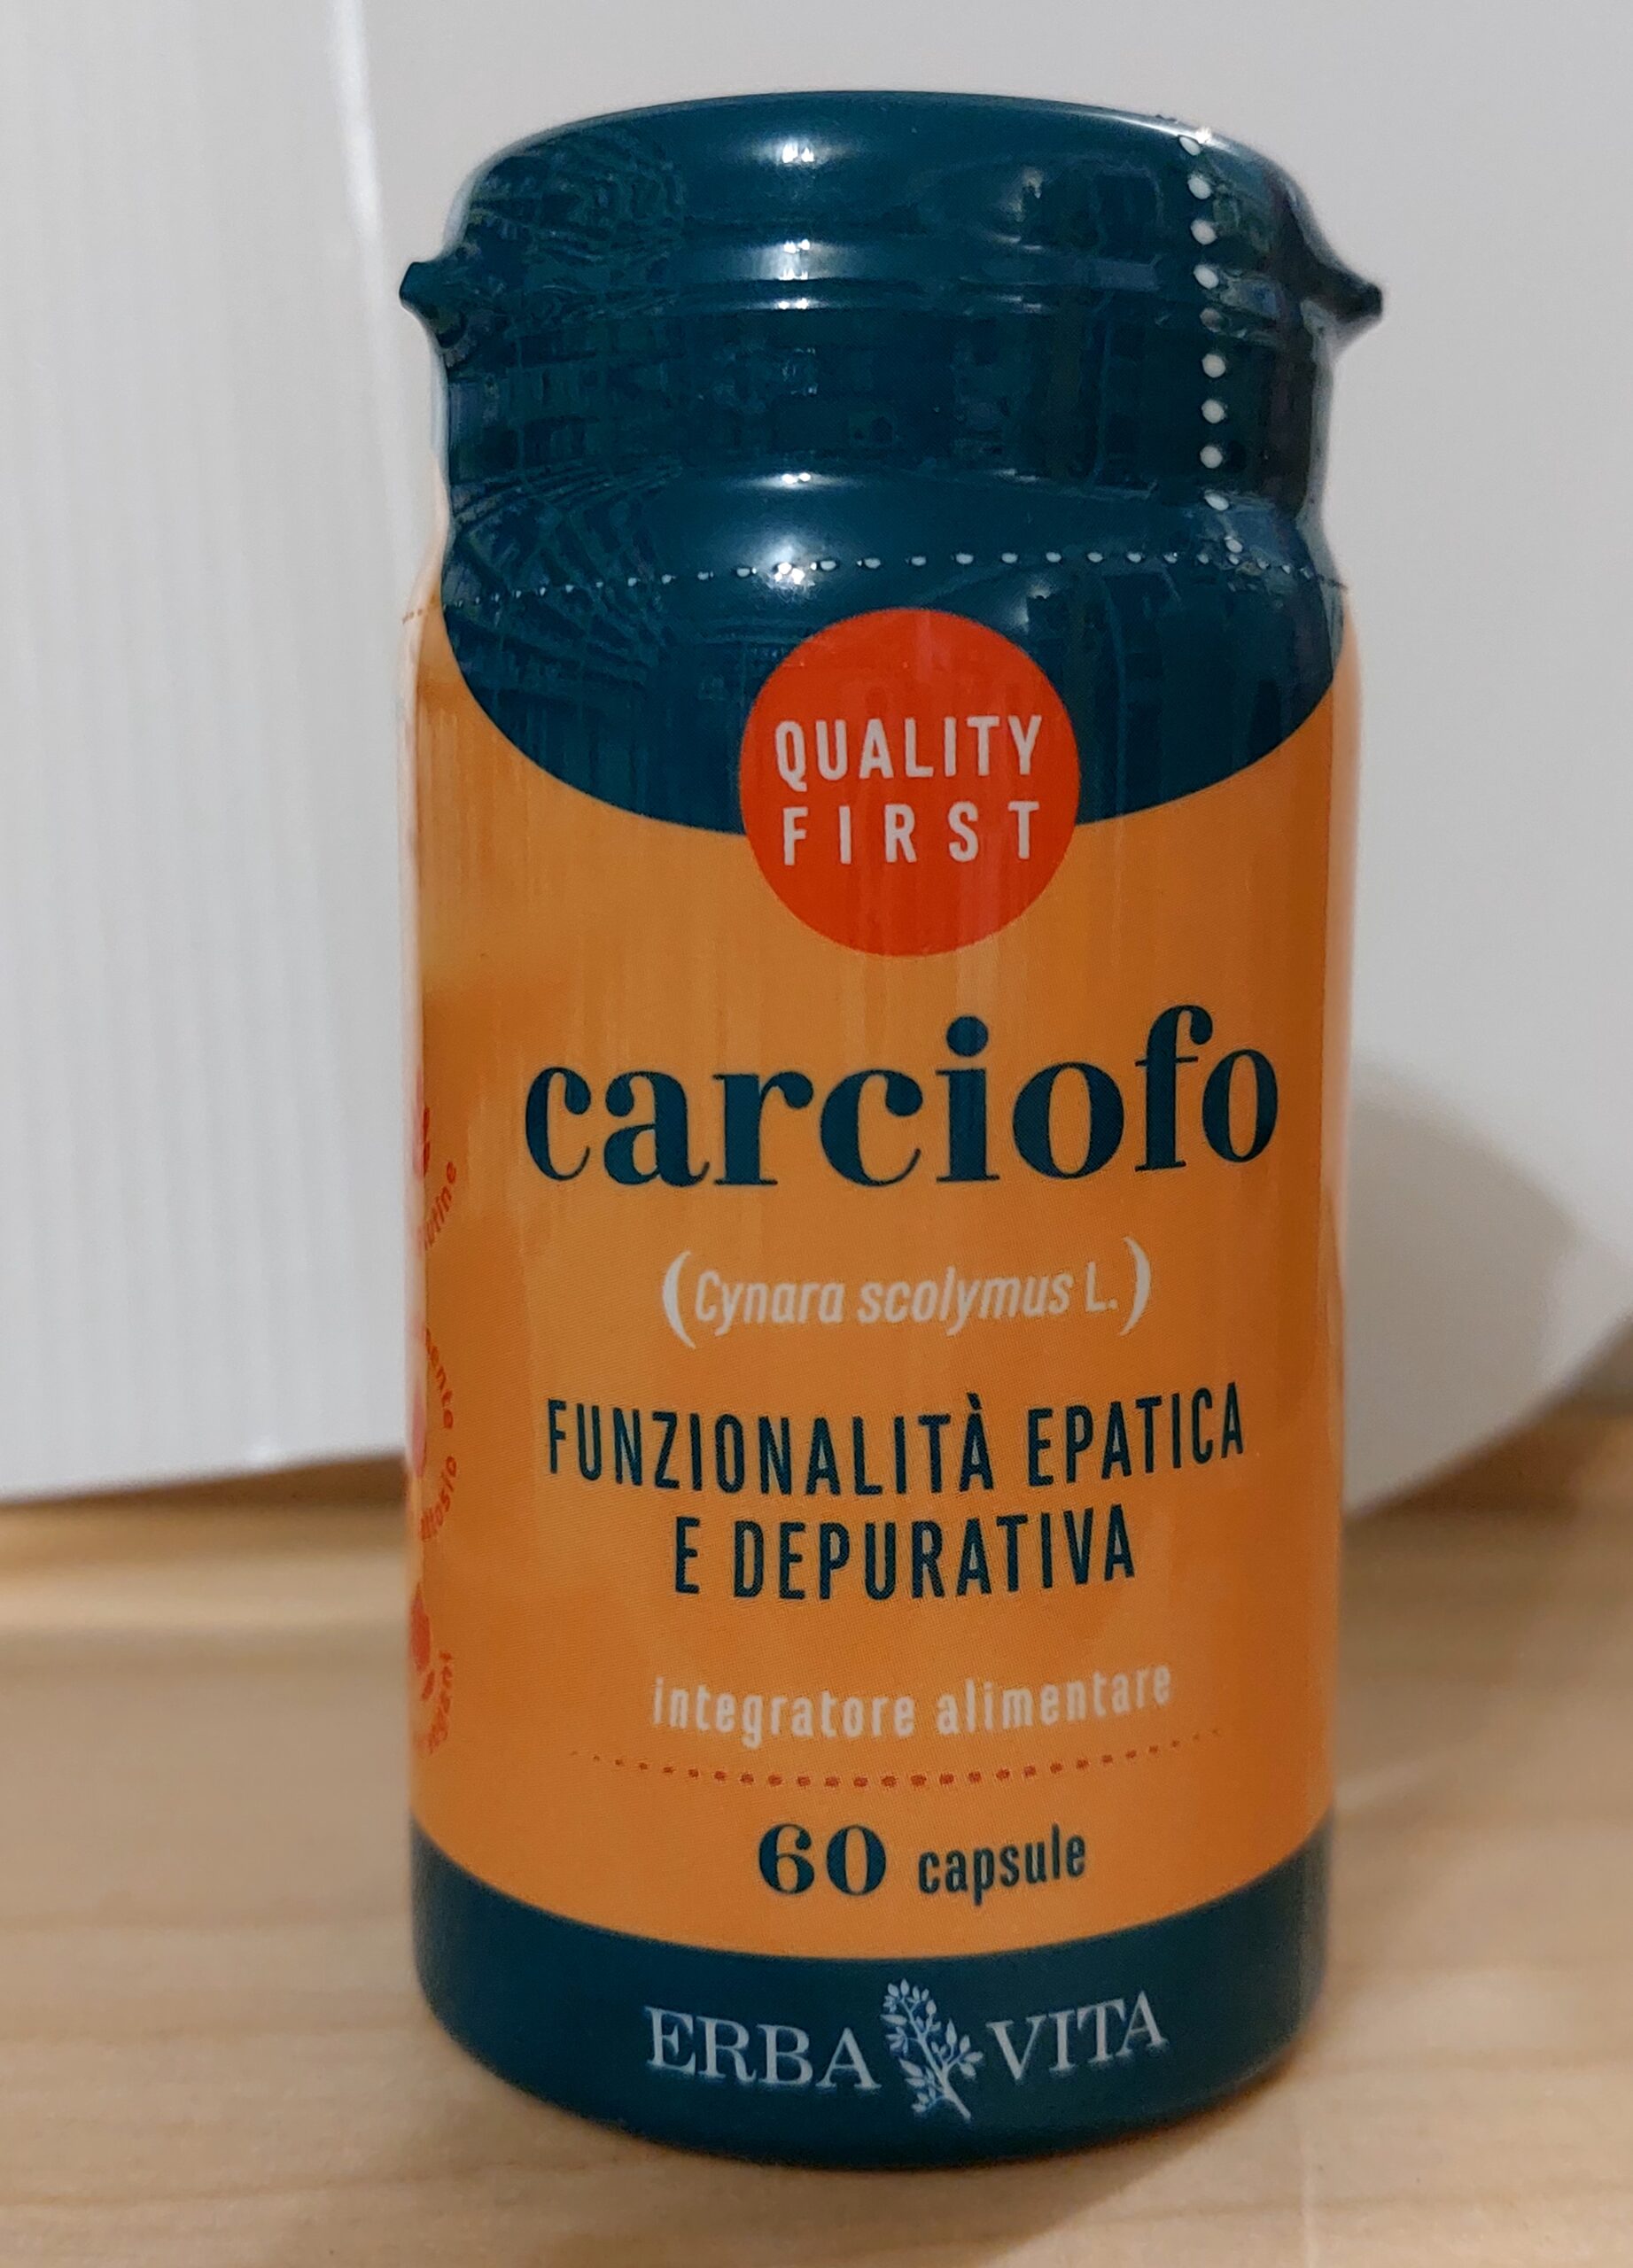 QUALITY
FIRST
carciofo
(Cynara scolymus L.)
FUNZIONALITÀ EPATICA
E DEPURATIVA
integratore alimentare
60 capsule
ERBA VITA